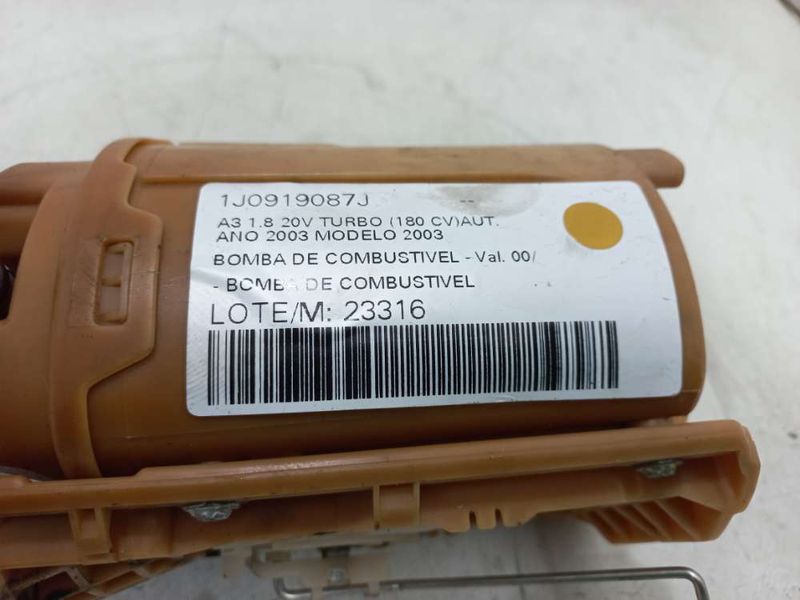 1J0919087J --
A3 1.8 20V TURBO (180 CV)AUT.
ANO 2003 MODELO 2003
BOMBA DE COMBUSTIVEL - Val. 00/
- BOMBA DE COMBUSTIVEL
LOTE/M: 23316